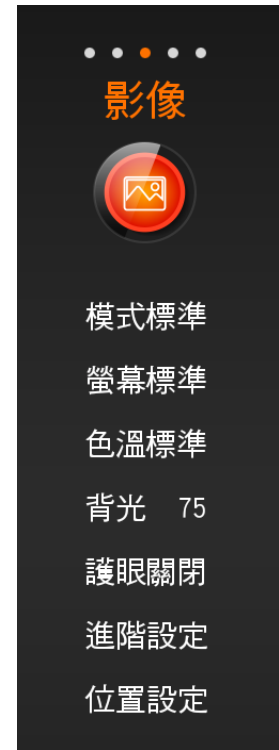 影像
模式標準
螢幕標準
色溫標準
背光 75
護眼關閉
進階設定
位置設定